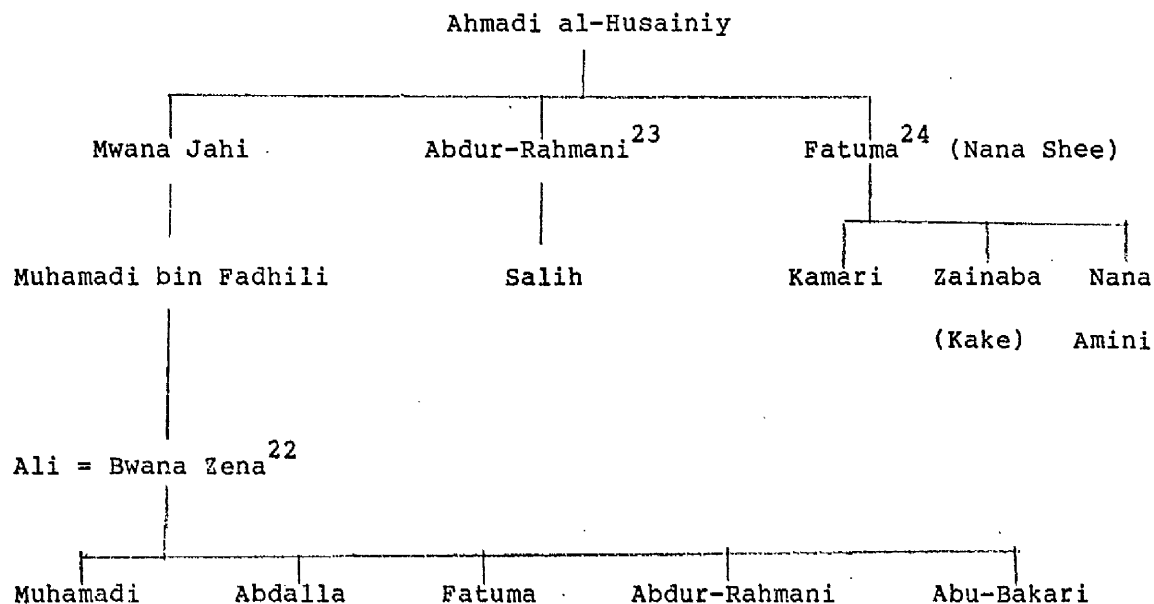 Ahmadi al-Husainiy
Mwana Jahi Abdur-Rahmani23 Fatuma24 (Nana Shee)
Muhamadi bin Fadhili Salih Kamari Zainaba Nana
(Kake) Amini
Ali = Bwana Zena22
Muhamadi Abdalla Fatuma Abdur-Rahmani Abu-Bakari